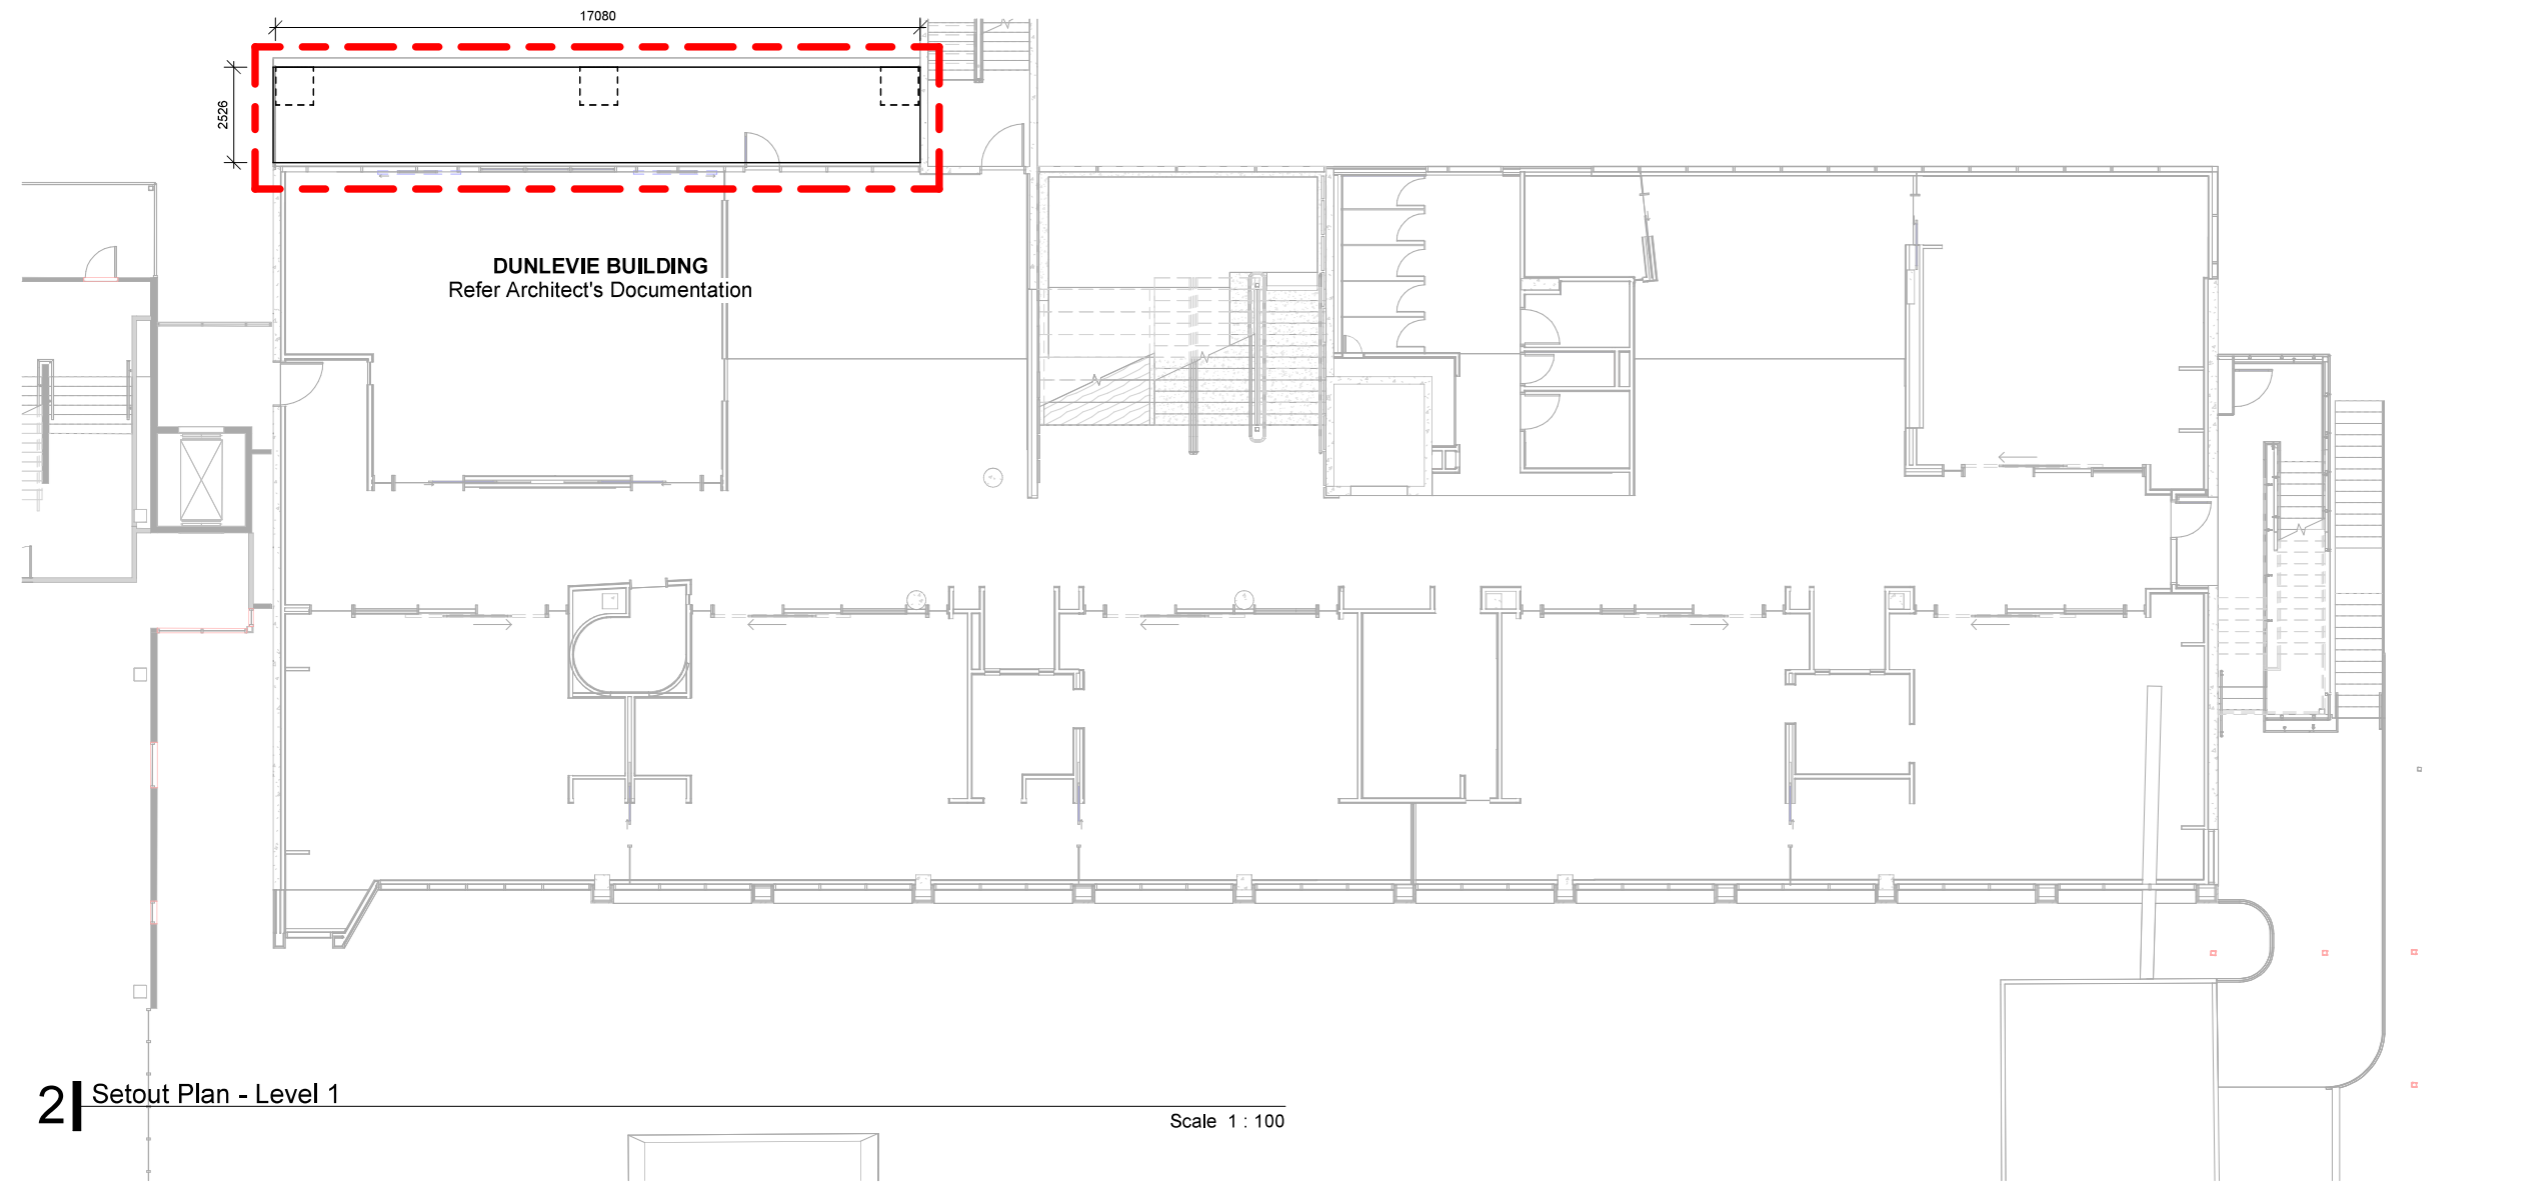 17080
2526
DUNLEVIE BUILDING
Refer Architect's Documentation
2
Setout Plan - Level 1
Scale 1 : 100